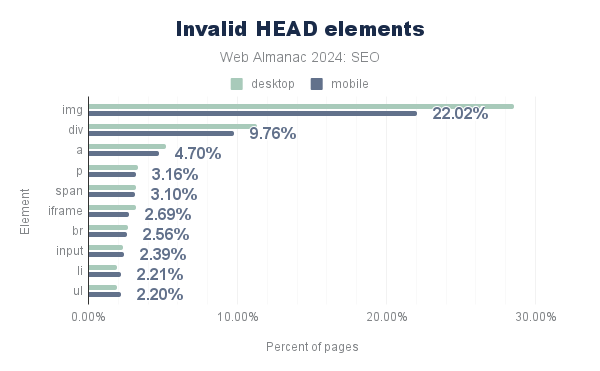 Invalid HEAD elements
Web Almanac 2024: SEO
desktop mobile
img 22.02%
div 9.76%
a 4.70%
p 3.16%
span 3.10%
iframe 2.69%
br 2.56%
input 2.39%
li 2.21%
ul 2.20%
Element
0.00% 10.00% 20.00% 30.00%
Percent of pages